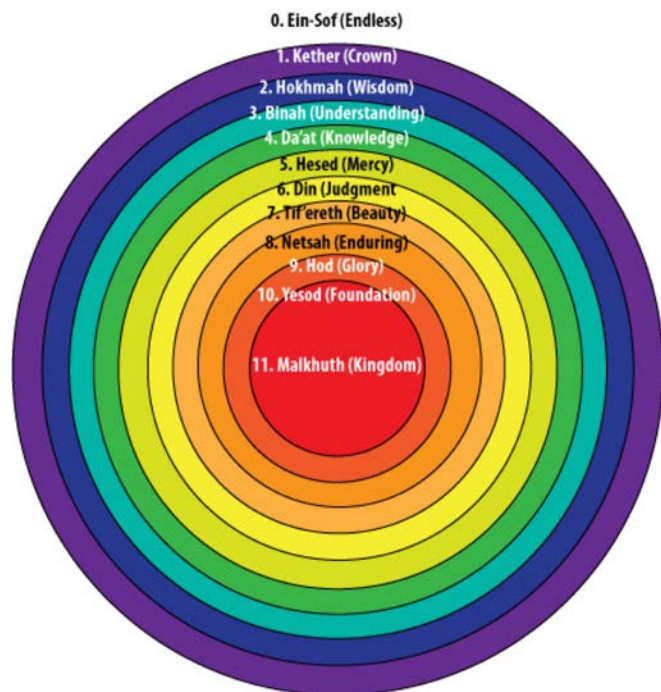 0. Ein-Sof (Endless)
1. Kether (Crown)
2. Hokhmah (Wisdom)
3. Binah (Understanding)
4. Da'at (Knowledge)
5. Hesed (Mercy)
6. Din (Judgment
7. Tif'ereth (Beauty)
8. Netsah (Enduring)
9. Hod (Glory)
10. Yesod (Foundation)
11. Malkhuth (Kingdom)